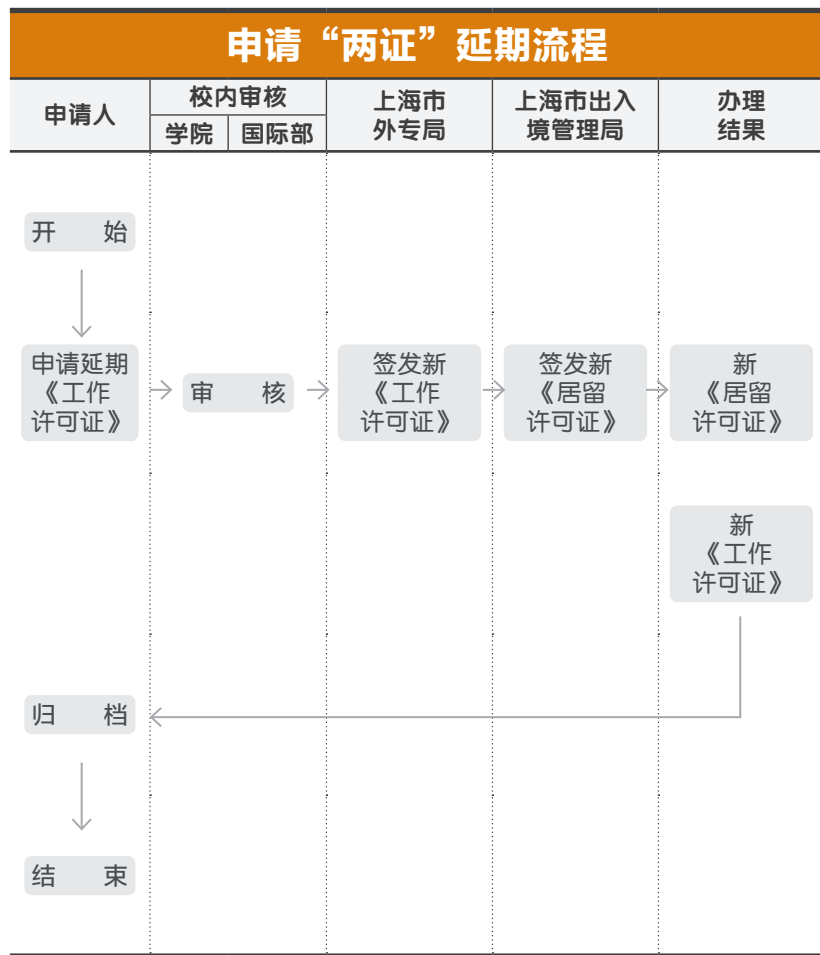 申请“两证”延期流程
申请人
校内审核
学院
国际部
上海市
外专局
上海市出入
境管理局
办理
结果
开 始
申请延期
《工作
许可证》
审 核
签发新
《工作
许可证》
签发新
《居留
许可证》
新
《居留
许可证》
新
《工作
许可证》
归 档
结 束